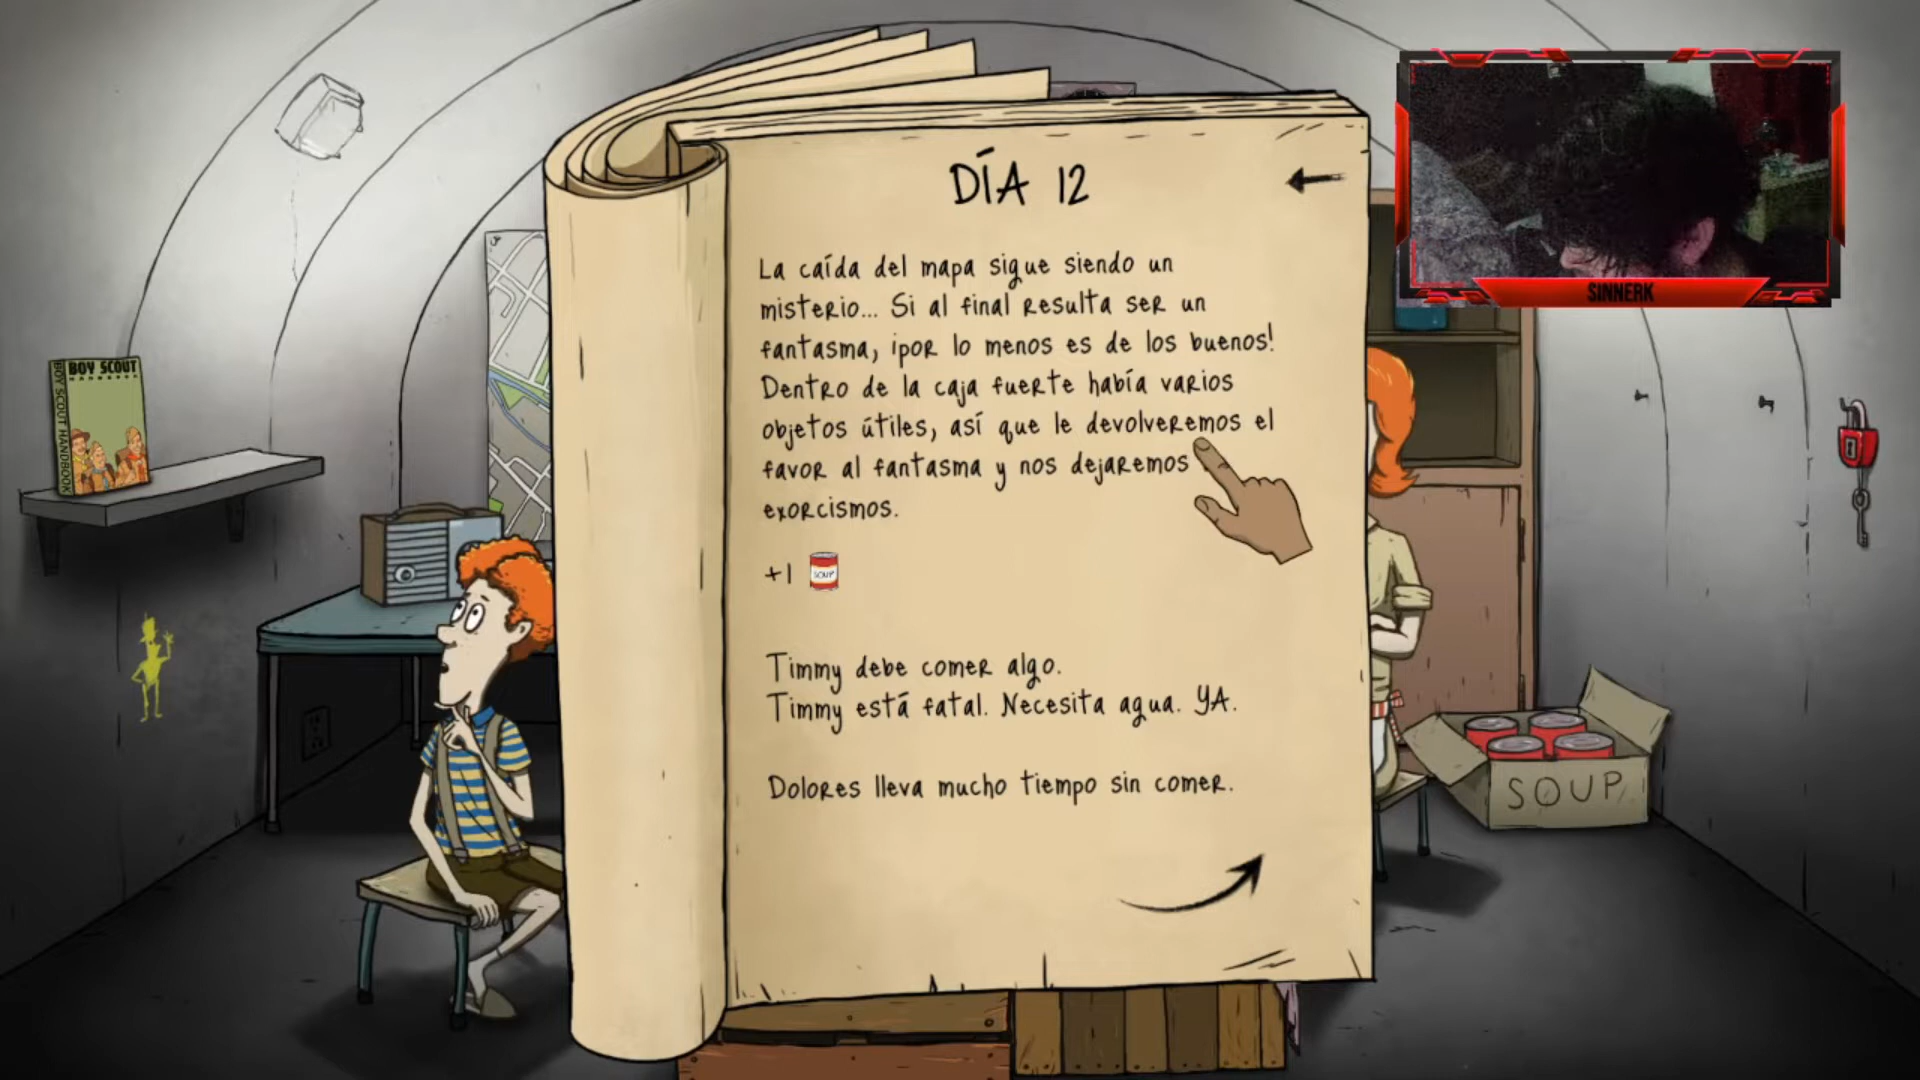 DÍA 12
La caída del mapa sigue siendo un
misterio... Si al final resulta ser un
fantasma, ¡por lo menos es de los buenos!
Dentro de la caja fuerte había varios
objetos útiles, así que le devolveremos el
favor al fantasma y nos dejaremos
exorcismos.
+1
SOUP
Timmy debe comer algo.
Timmy está fatal. Necesita agua. YA.
Dolores lleva mucho tiempo sin comer.
BOY SCOUT
HANDBOOK
BOY SCOUT HANDBOOK
SINNERK
SOUP